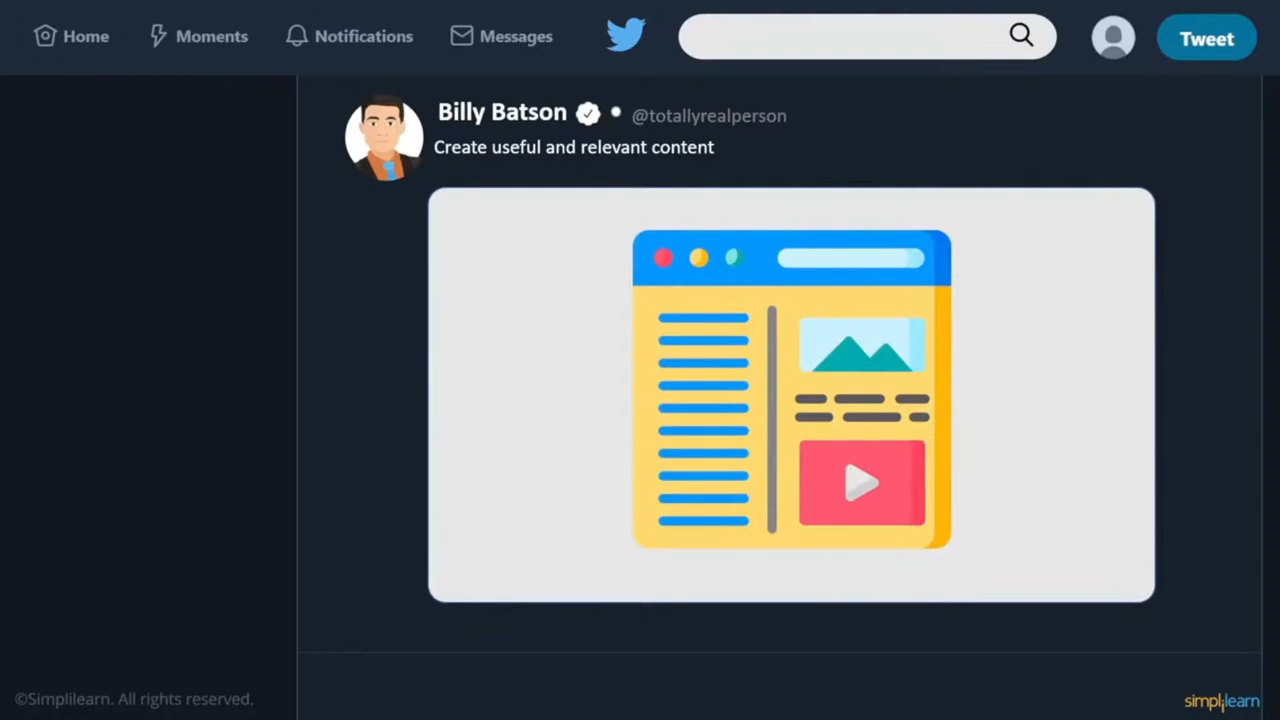 Home Moments Notifications Messages Tweet
Billy Batson @totallyrealperson
Create useful and relevant content
©Simplilearn. All rights reserved.
simplilearn